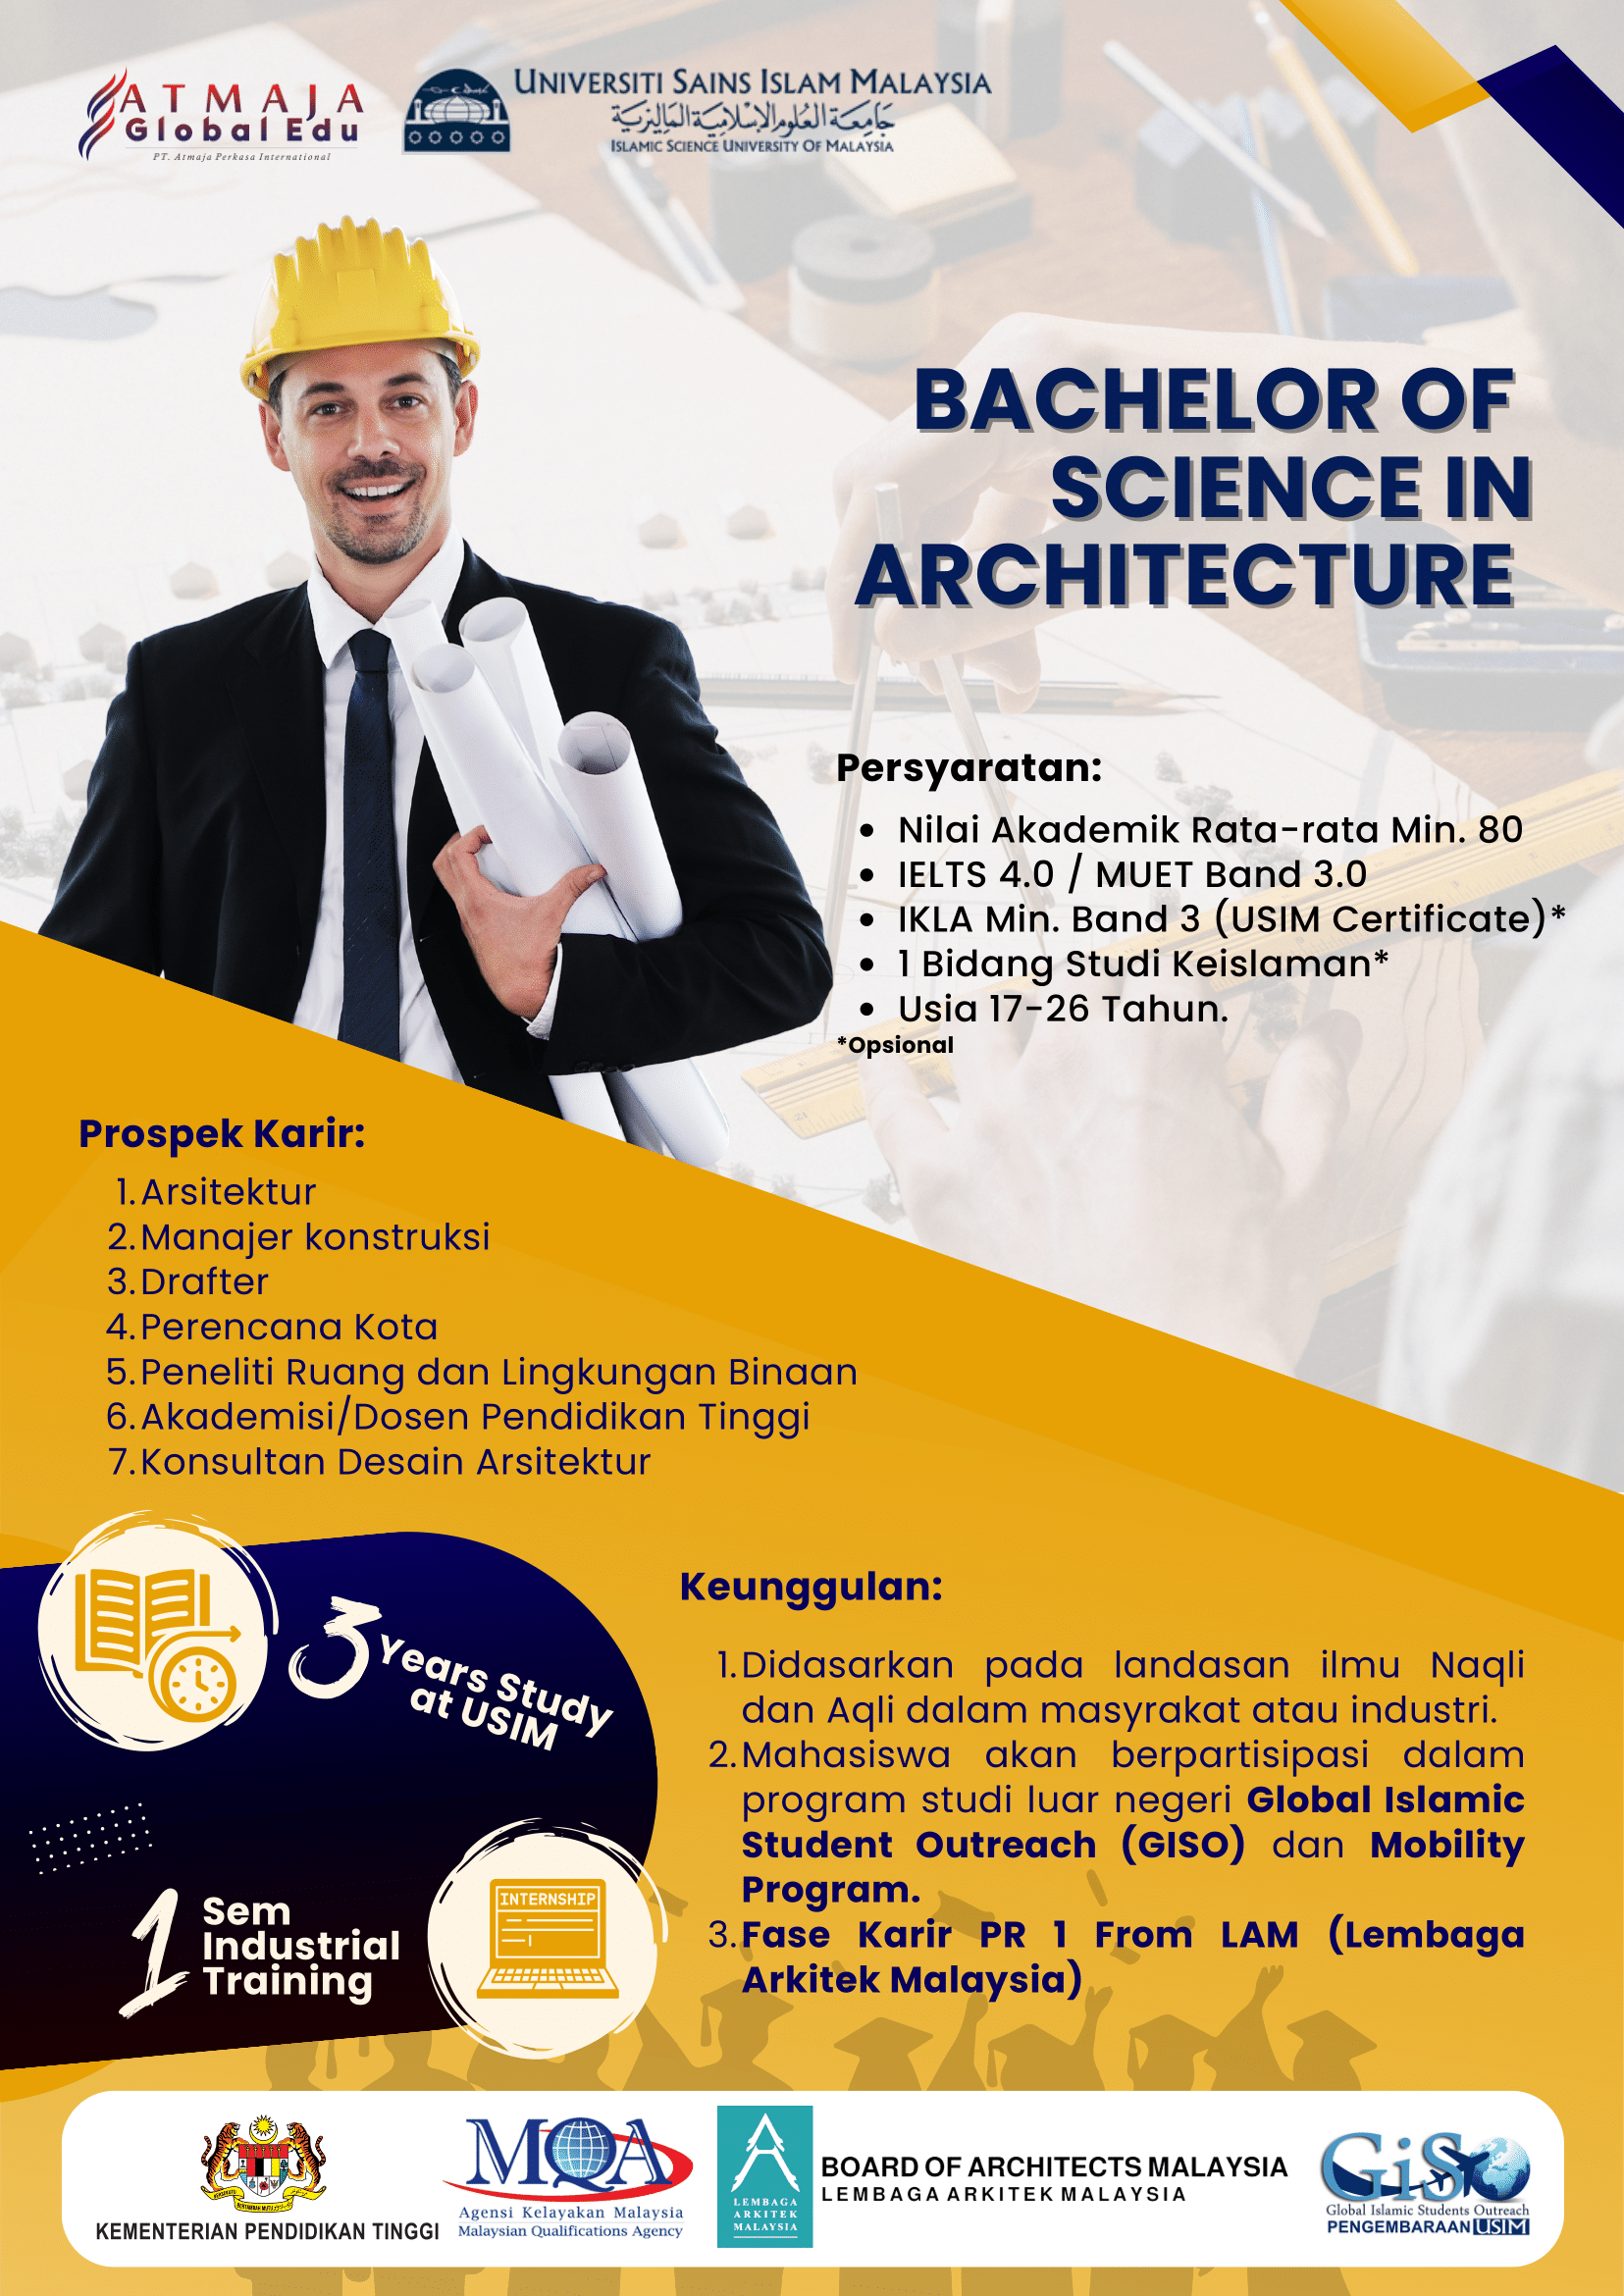 ATMAJA
Global Edu
PT. Atmaja Perkasa International
UNIVERSITI SAINS ISLAM MALAYSIA
جَامِعَة العُلُومِ الإِسْلَامِيَّة المَالِيزِيَّة
ISLAMIC SCIENCE UNIVERSITY OF MALAYSIA
BACHELOR OF
SCIENCE IN
ARCHITECTURE
Persyaratan:
• Nilai Akademik Rata-rata Min. 80
• IELTS 4.0 / MUET Band 3.0
• IKLA Min. Band 3 (USIM Certificate)*
• 1 Bidang Studi Keislaman*
• Usia 17-26 Tahun.
*Opsional
Prospek Karir:
1. Arsitektur
2. Manajer konstruksi
3. Drafter
4. Perencana Kota
5. Peneliti Ruang dan Lingkungan Binaan
6. Akademisi/Dosen Pendidikan Tinggi
7. Konsultan Desain Arsitektur
3 Years Study
at USIM
1 Sem
Industrial
Training
INTERNSHIP
Keunggulan:
1. Didasarkan pada landasan ilmu Naqli
dan Aqli dalam masyrakat atau industri.
2. Mahasiswa akan berpartisipasi dalam
program studi luar negeri Global Islamic
Student Outreach (GISO) dan Mobility
Program.
3. Fase Karir PR 1 From LAM (Lembaga
Arkitek Malaysia)
KEMENTERIAN PENDIDIKAN TINGGI
MQA
Agensi Kelayakan Malaysia
Malaysian Qualifications Agency
LEMBAGA
ARKITEK
MALAYSIA
BOARD OF ARCHITECTS MALAYSIA
LEMBAGA ARKITEK MALAYSIA
GiSO
Global Islamic Students Outreach
PENGEMBARAAN USIM